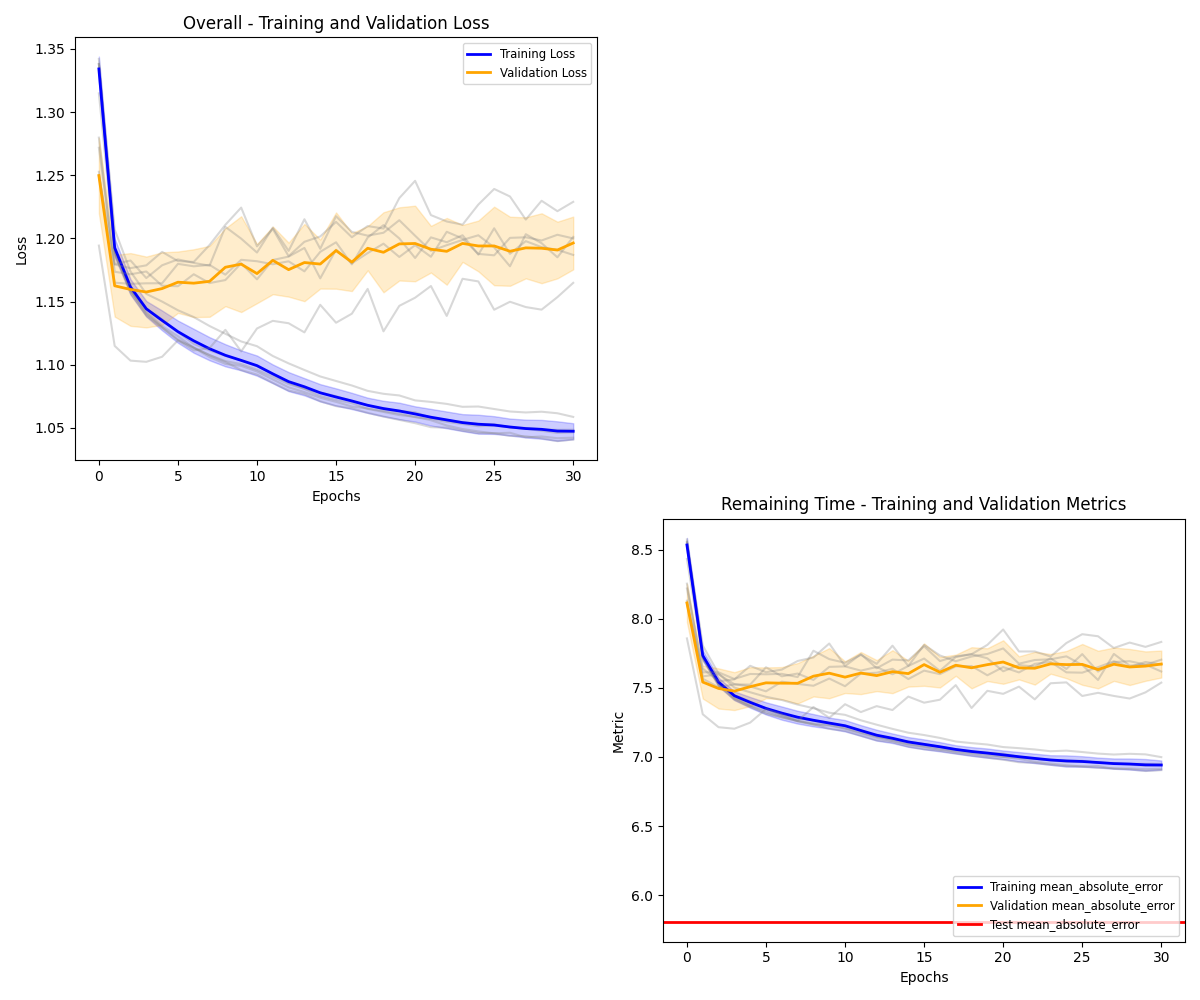 Overall - Training and Validation Loss
1.35
1.30
1.25
1.20
1.15
1.10
1.05
Loss
Training Loss
Validation Loss
0 5 10 15 20 25 30
Epochs
Remaining Time - Training and Validation Metrics
8.5
8.0
7.5
7.0
6.5
6.0
Metric
Training mean_absolute_error
Validation mean_absolute_error
Test mean_absolute_error
0 5 10 15 20 25 30
Epochs